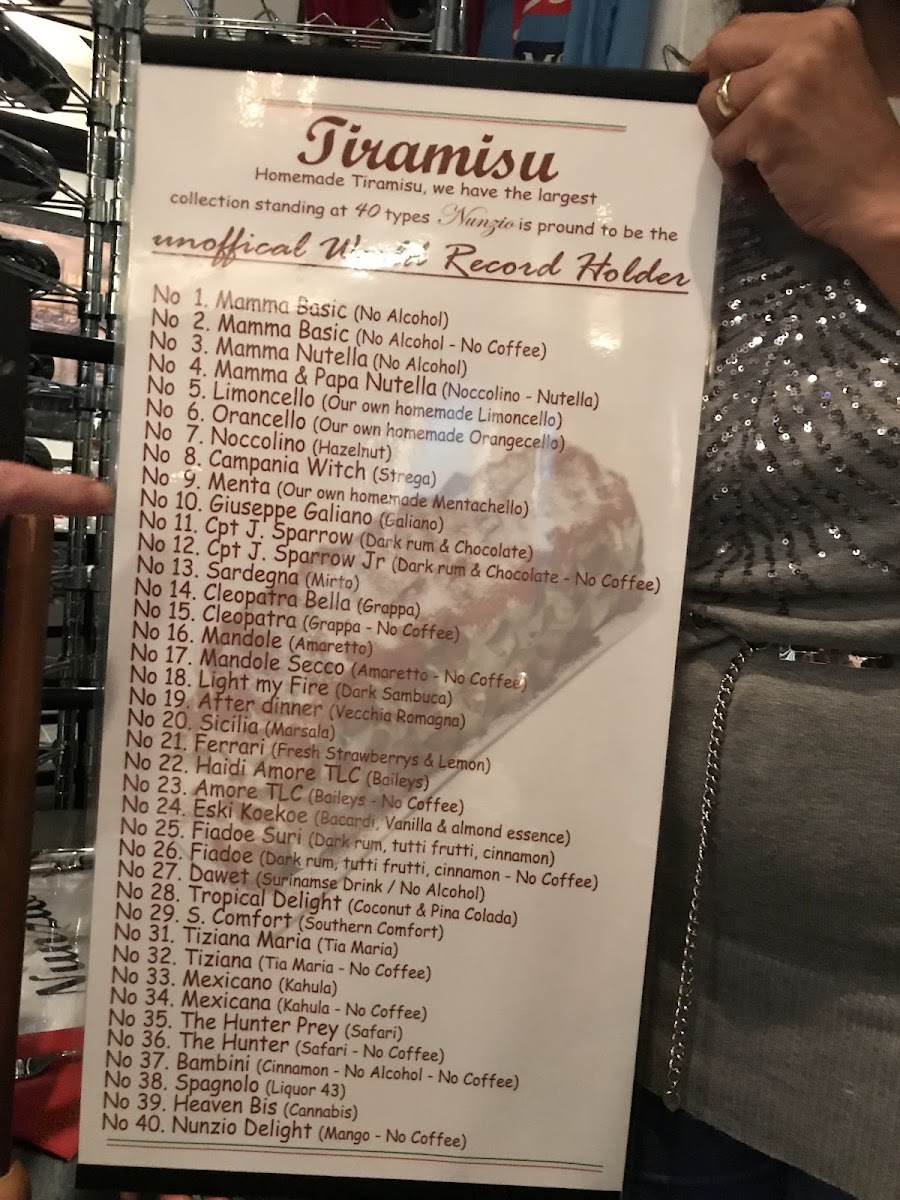 Tiramisu
Homemade Tiramisu, we have the largest
collection standing at 40 types Nunzio is pround to be the
unoffical World Record Holder
No 1. Mamma Basic (No Alcohol)
No 2. Mamma Basic (No Alcohol - No Coffee)
No 3. Mamma Nutella (No Alcohol)
No 4. Mamma & Papa Nutella (Noccolino - Nutella)
No 5. Limoncello (Our own homemade Limoncello)
No 6. Orancello (Our own homemade Orangecello)
No 7. Noccolino (Hazelnut)
No 8. Campania Witch (Strega)
No 9. Menta (Our own homemade Mentachello)
No 10. Giuseppe Galiano (Galiano)
No 11. Cpt J. Sparrow (Dark rum & Chocolate)
No 12. Cpt J. Sparrow Jr (Dark rum & Chocolate - No Coffee)
No 13. Sardegna (Mirto)
No 14. Cleopatra Bella (Grappa)
No 15. Cleopatra (Grappa - No Coffee)
No 16. Mandole (Amaretto)
No 17. Mandole Secco (Amaretto - No Coffee)
No 18. Light my Fire (Dark Sambuca)
No 19. After dinner (Vecchia Romagna)
No 20. Sicilia (Marsala)
No 21. Ferrari (Fresh Strawberrys & Lemon)
No 22. Haidi Amore TLC (Baileys)
No 23. Amore TLC (Baileys - No Coffee)
No 24. Eski Koekoe (Bacardi, Vanilla & almond essence)
No 25. Fiadoe Suri (Dark rum, tutti frutti, cinnamon)
No 26. Fiadoe (Dark rum, tutti frutti, cinnamon - No Coffee)
No 27. Dawet (Surinamse Drink / No Alcohol)
No 28. Tropical Delight (Coconut & Pina Colada)
No 29. S. Comfort (Southern Comfort)
No 31. Tiziana Maria (Tia Maria)
No 32. Tiziana (Tia Maria - No Coffee)
No 33. Mexicano (Kahula)
No 34. Mexicana (Kahula - No Coffee)
No 35. The Hunter Prey (Safari)
No 36. The Hunter (Safari - No Coffee)
No 37. Bambini (Cinnamon - No Alcohol - No Coffee)
No 38. Spagnolo (Liquor 43)
No 39. Heaven Bis (Cannabis)
No 40. Nunzio Delight (Mango - No Coffee)